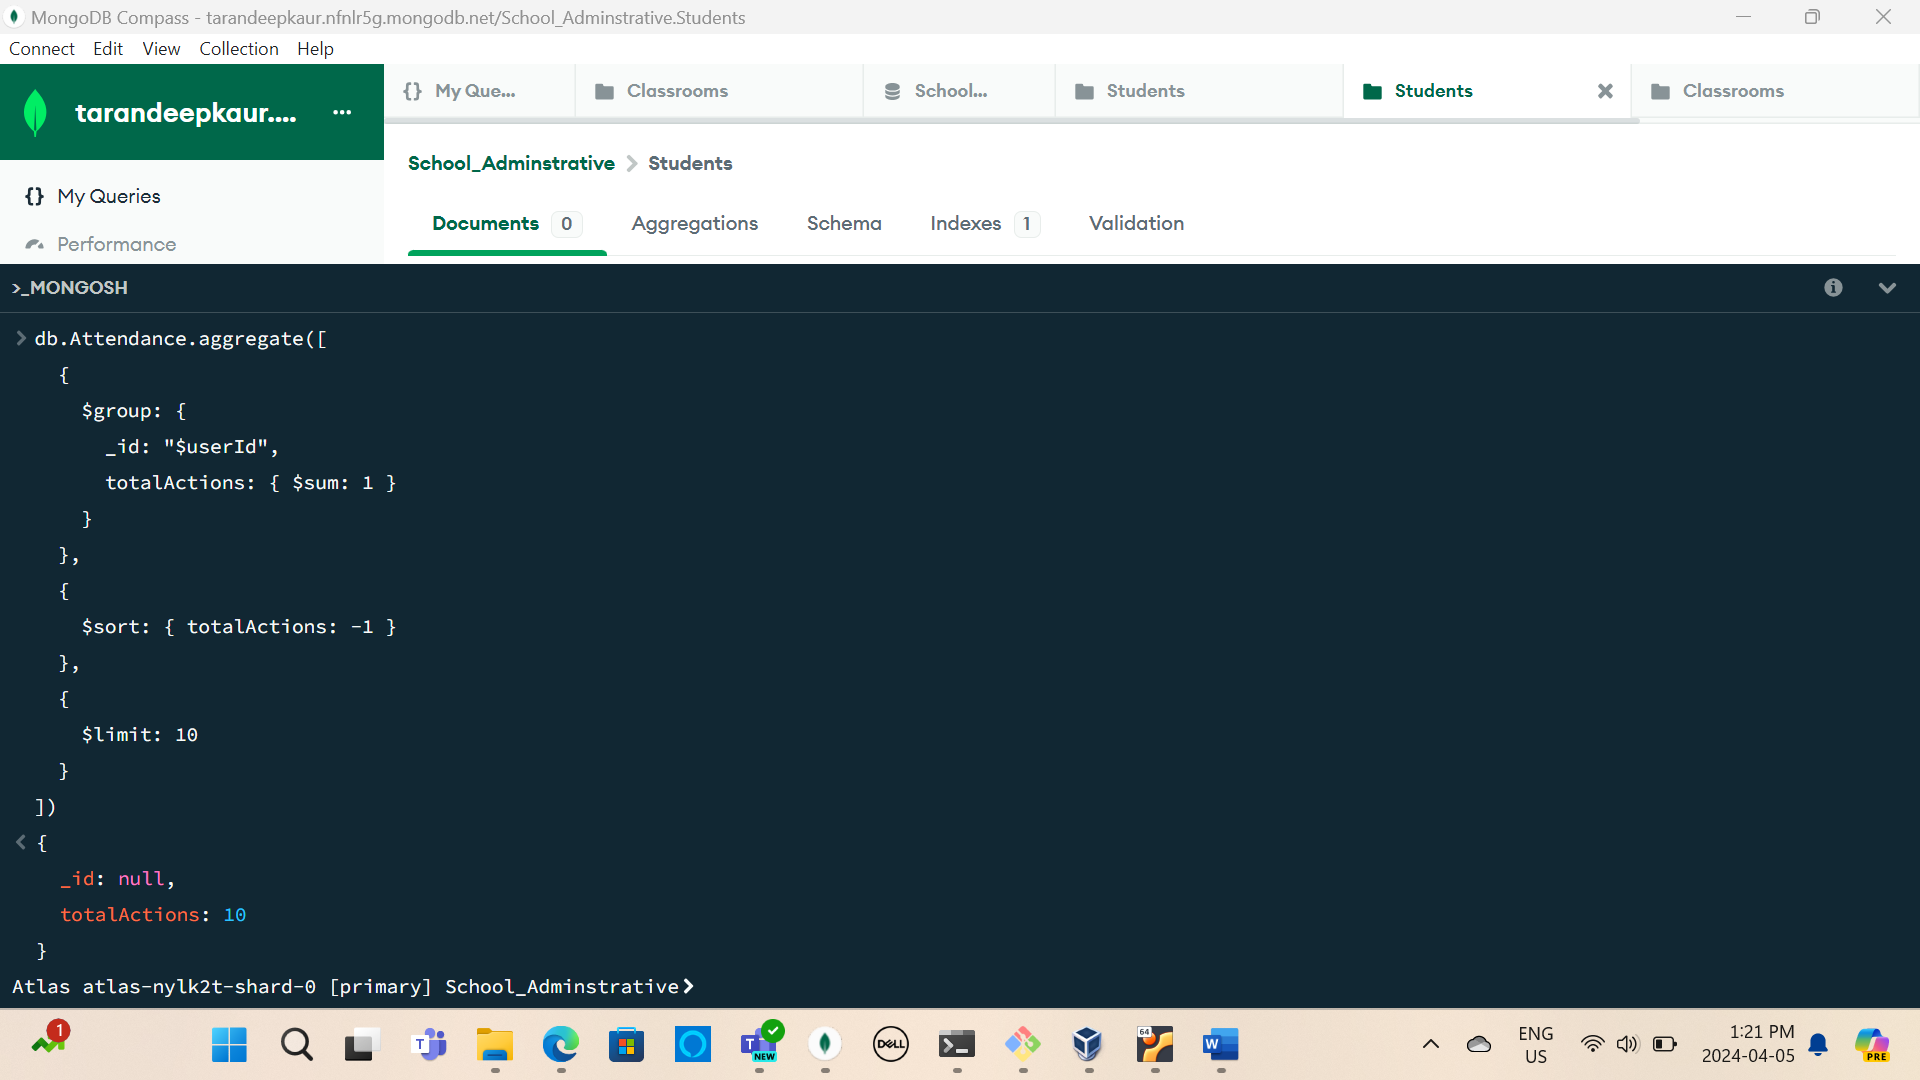 MongoDB Compass - tarandeepkaur.nfnlr5g.mongodb.net/School_Adminstrative.Students
Connect Edit View Collection Help
tarandeepkaur.... ...
{} My Que... Classrooms School... Students Students Classrooms
School_Adminstrative > Students
{} My Queries
Documents 0 Aggregations Schema Indexes 1 Validation
Performance
>_MONGOSH
> db.Attendance.aggregate([
{
$group: {
_id: "$userId",
totalActions: { $sum: 1 }
}
},
{
$sort: { totalActions: -1 }
},
{
$limit: 10
}
])
< {
_id: null,
totalActions: 10
}
Atlas atlas-nylk2t-shard-0 [primary] School_Adminstrative>
1
T
T
NEW
DELL
64
W
ENG
US
1:21 PM
2024-04-05
PRE